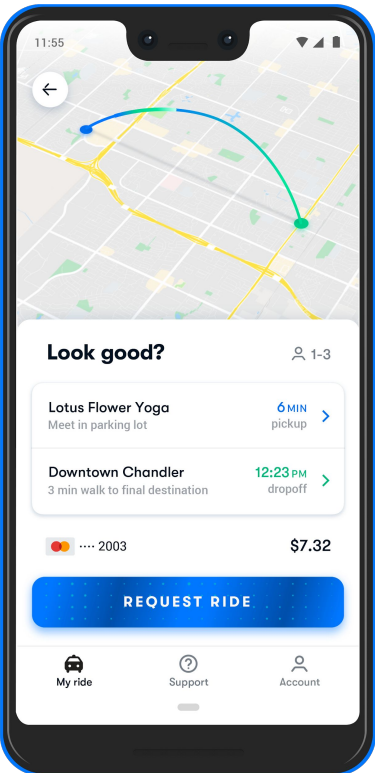 11:55
Look good?
1-3
Lotus Flower Yoga
6 MIN
Meet in parking lot
pickup
Downtown Chandler
12:23 PM
3 min walk to final destination
dropoff
···· 2003
$7.32
REQUEST RIDE
My ride
Support
Account